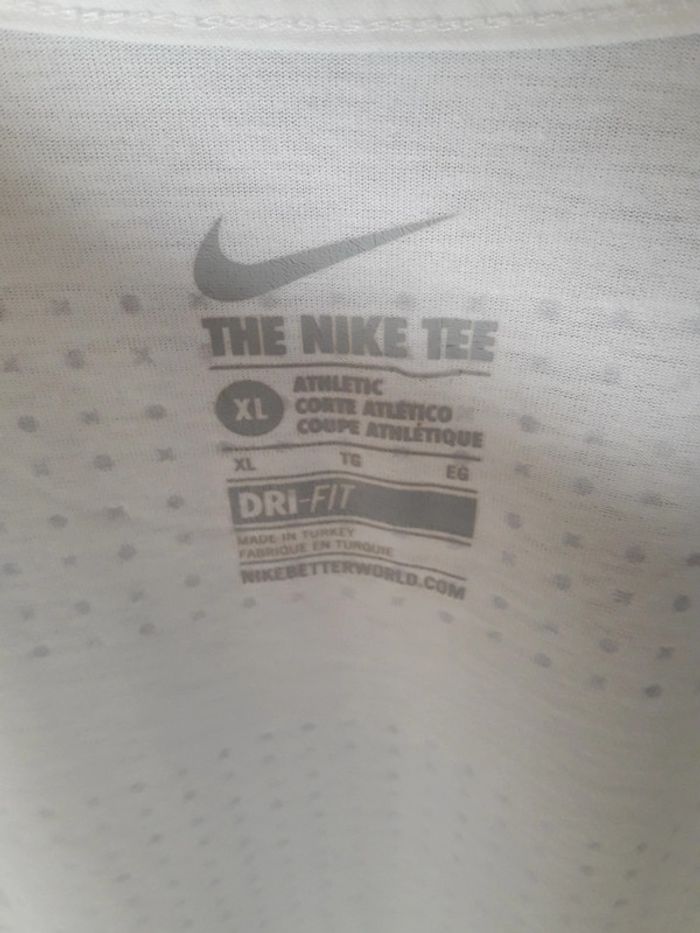 THE NIKE TEE
XL
ATHLETIC
CORTE ATLÉTICO
COUPE ATHLÉTIQUE
XL TG EG
DRI-FIT
MADE IN TURKEY
FABRIQUE EN TURQUIE
NIKEBETTERWORLD.COM